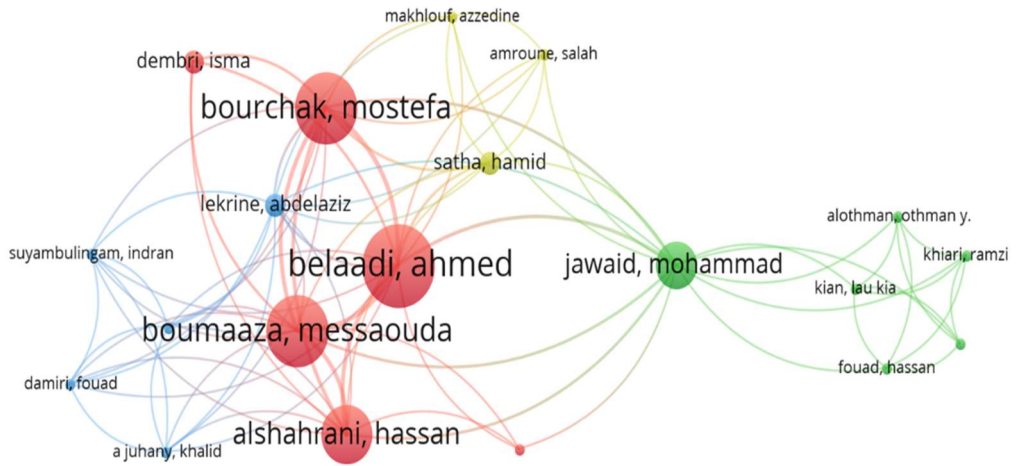 makhlouf, azzedine
amroune, salah
dembri, isma
bourchak, mostefa
satha, hamid
lekrine, abdelaziz
alothman, othman y.
suyambulingam, indran
khiari, ramzi
belaadi, ahmed
jawaid, mohammad
kian, lau kia
boumaaza, messaouda
fouad, hassan
damiri, fouad
alshahrani, hassan
a juhany, khalid